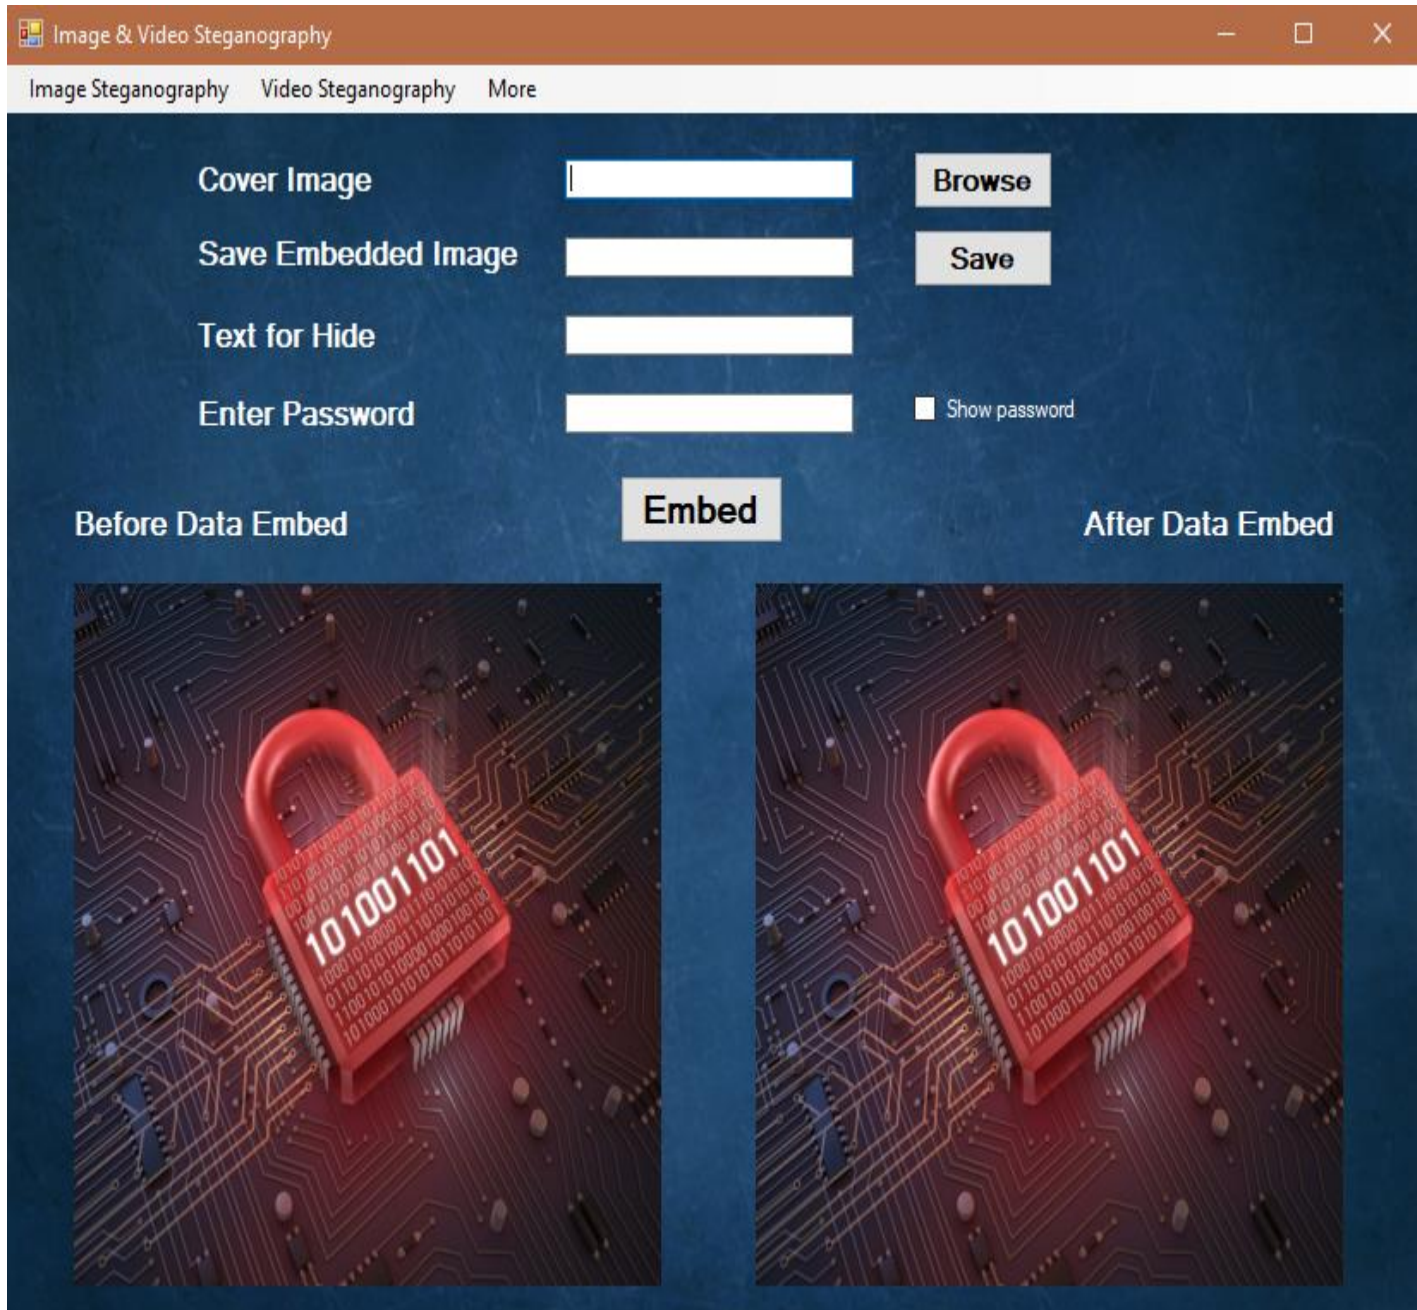 Image & Video Steganography
Image Steganography Video Steganography More
Cover Image Browse
Save Embedded Image Save
Text for Hide
Enter Password Show password
Embed
Before Data Embed After Data Embed
101001101 101001101